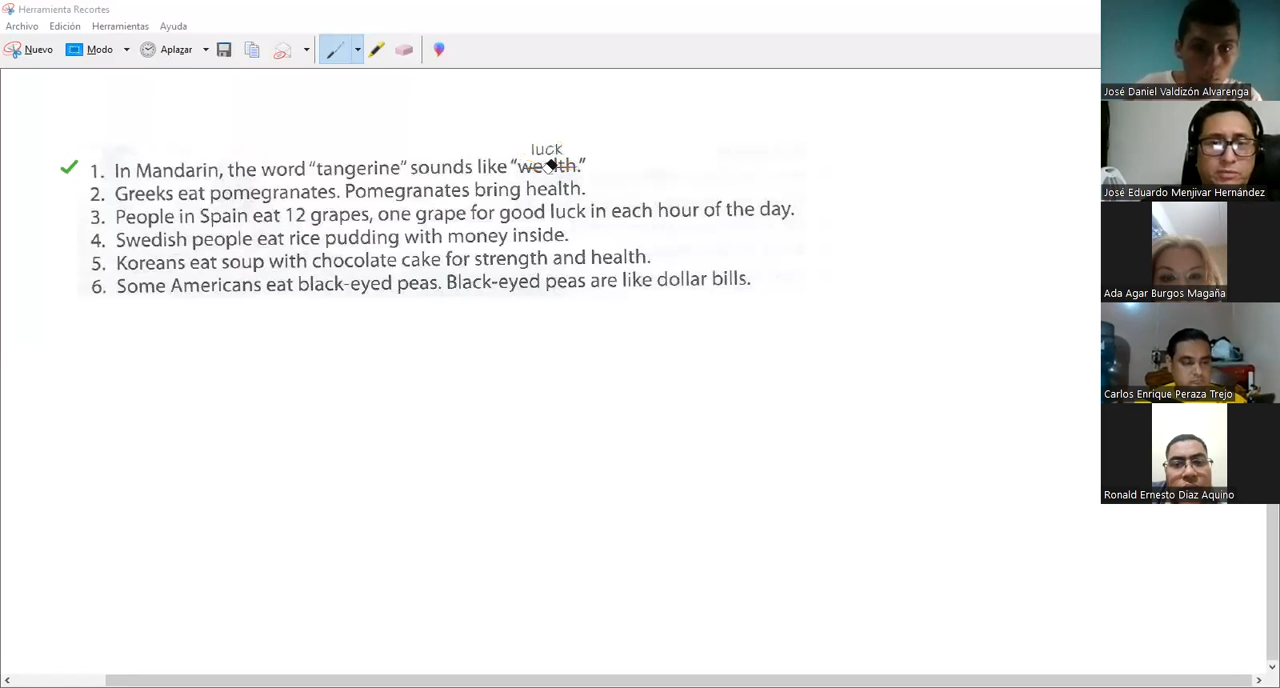 Herramienta Recortes
Archivo Edición Herramientas Ayuda
Nuevo Modo Aplazar
luck
1. In Mandarin, the word "tangerine" sounds like "wealth."
2. Greeks eat pomegranates. Pomegranates bring health.
3. People in Spain eat 12 grapes, one grape for good luck in each hour of the day.
4. Swedish people eat rice pudding with money inside.
5. Koreans eat soup with chocolate cake for strength and health.
6. Some Americans eat black-eyed peas. Black-eyed peas are like dollar bills.
José Daniel Valdizón Alvarenga
José Eduardo Menjivar Hernández
Ada Agar Burgos Magaña
Carlos Enrique Peraza Trejo
Ronald Ernesto Diaz Aquino